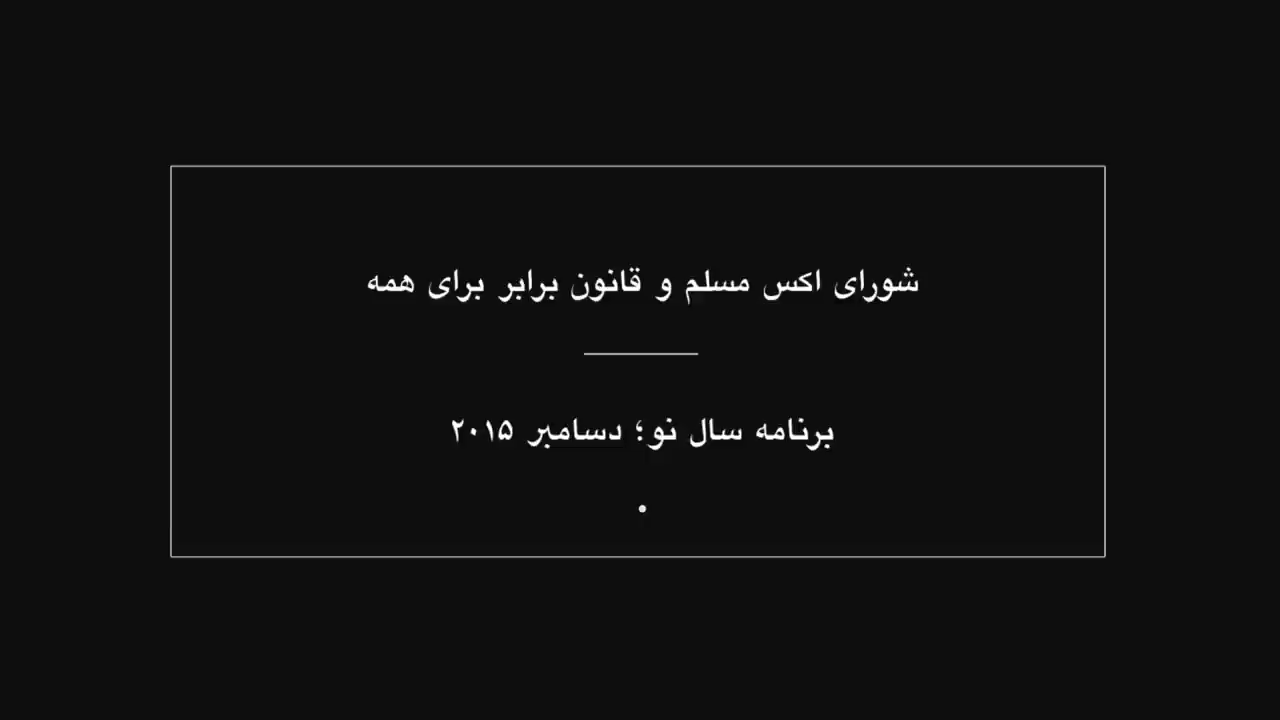 شورای اکس مسلم و قانون برابر برای همه
برنامه سال نو؛ دسامبر ۲۰۱۵